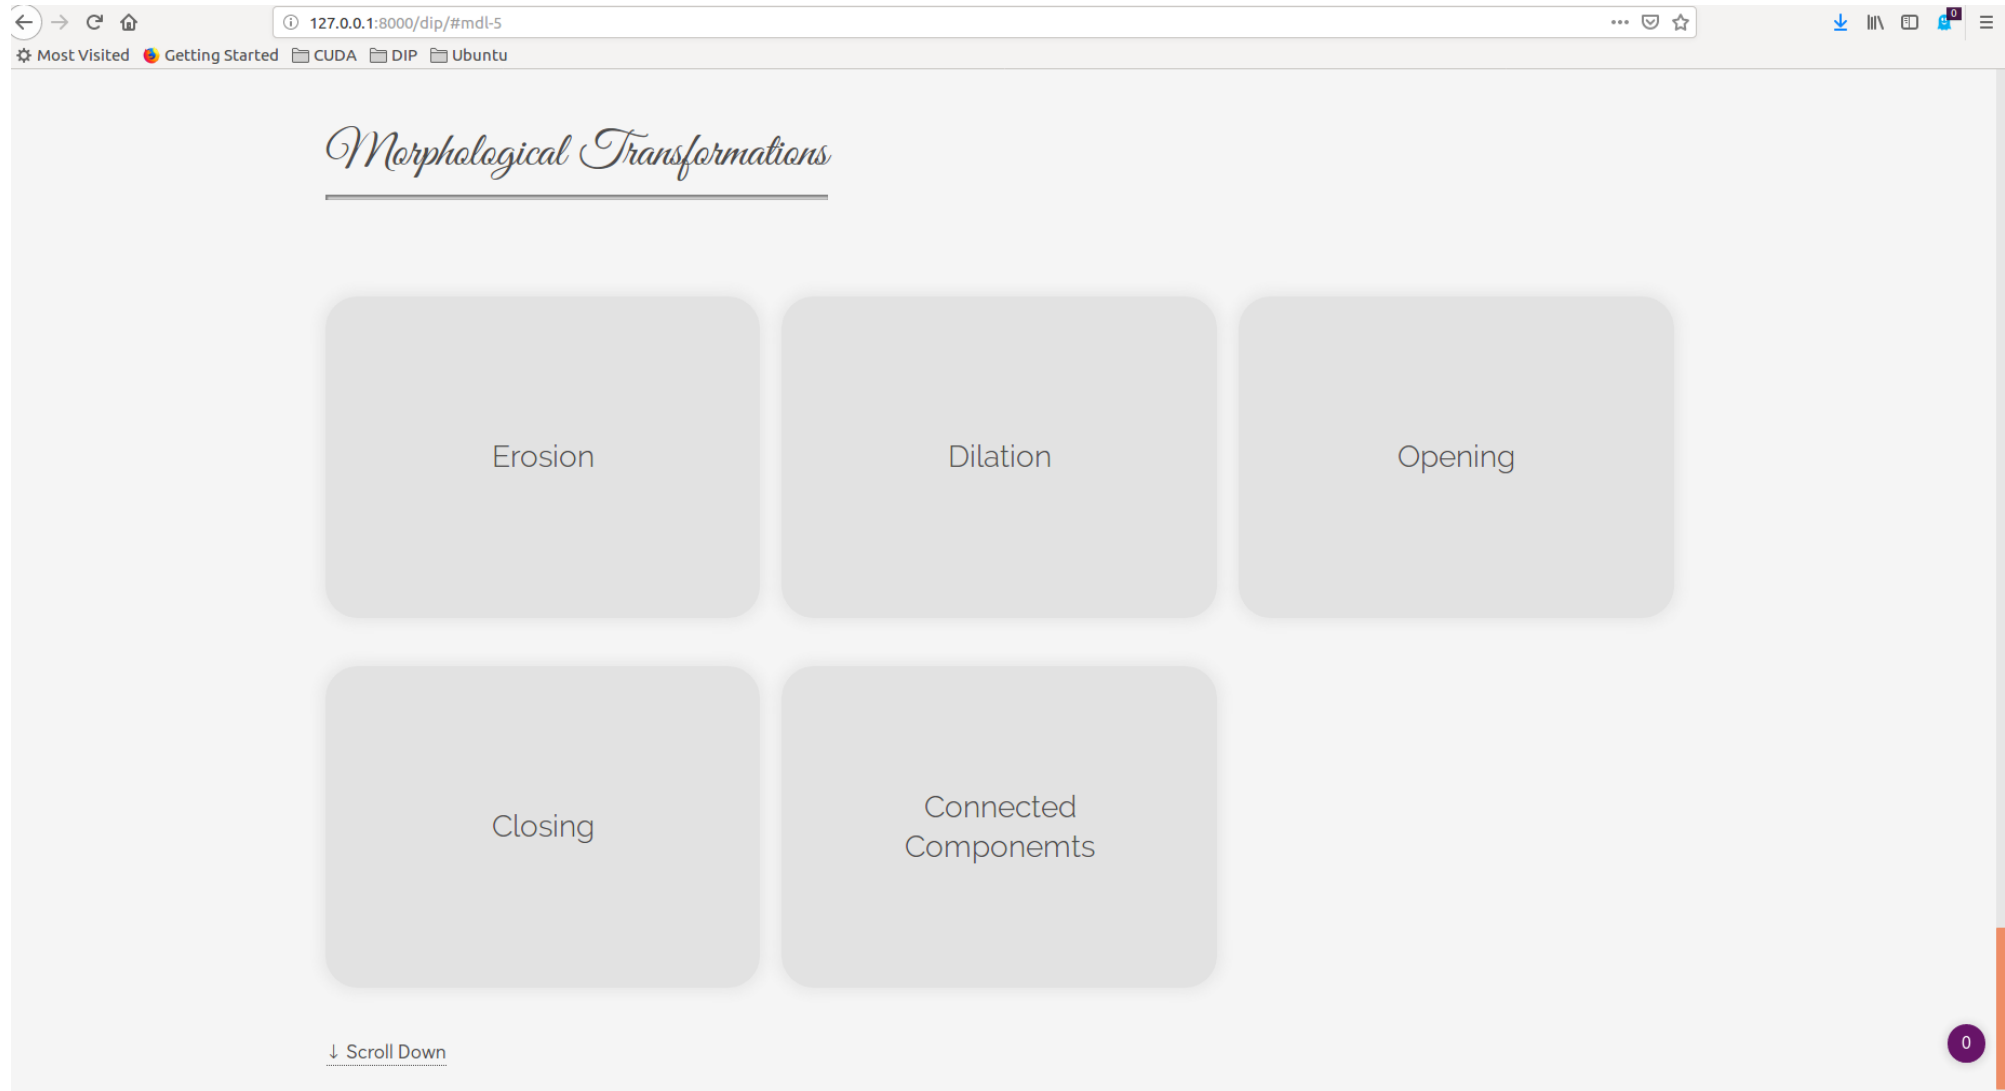 127.0.0.1:8000/dip/#mdl-5
0
Most Visited Getting Started CUDA DIP Ubuntu
Morphological Transformations
Erosion
Dilation
Opening
Closing
Connected
Componemts
↓ Scroll Down
0